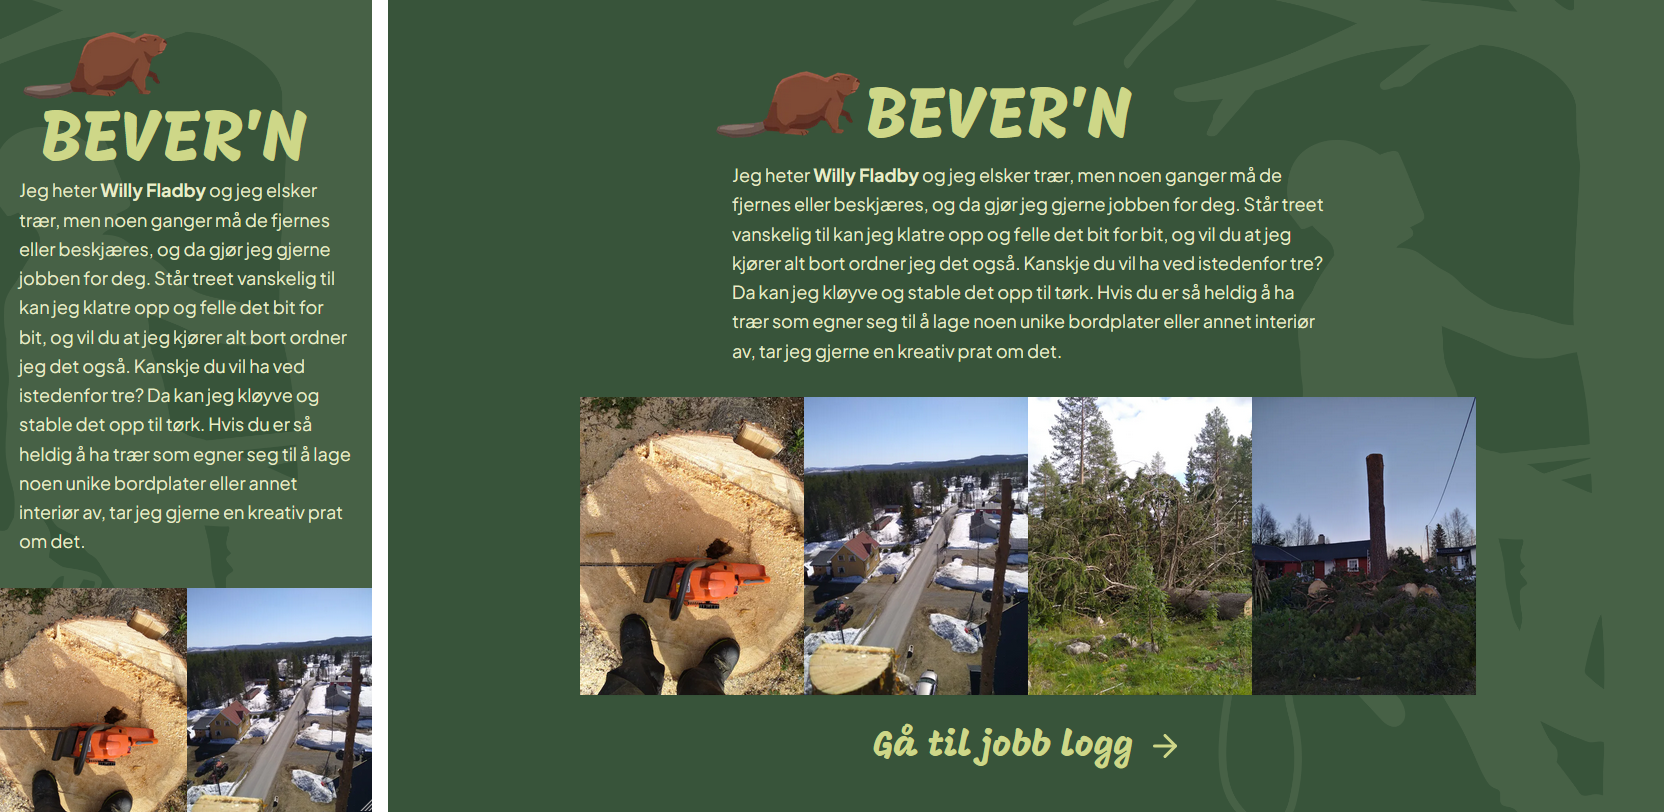 BEVER'N
Jeg heter Willy Fladby og jeg elsker
trær, men noen ganger må de fjernes
eller beskjæres, og da gjør jeg gjerne
jobben for deg. Står treet vanskelig til
kan jeg klatre opp og felle det bit for
bit, og vil du at jeg kjører alt bort ordner
jeg det også. Kanskje du vil ha ved
istedenfor tre? Da kan jeg kløyve og
stable det opp til tørk. Hvis du er så
heldig å ha trær som egner seg til å lage
noen unike bordplater eller annet
interiør av, tar jeg gjerne en kreativ prat
om det.
BEVER'N
Jeg heter Willy Fladby og jeg elsker trær, men noen ganger må de
fjernes eller beskjæres, og da gjør jeg gjerne jobben for deg. Står treet
vanskelig til kan jeg klatre opp og felle det bit for bit, og vil du at jeg
kjører alt bort ordner jeg det også. Kanskje du vil ha ved istedenfor tre?
Da kan jeg kløyve og stable det opp til tørk. Hvis du er så heldig å ha
trær som egner seg til å lage noen unike bordplater eller annet interiør
av, tar jeg gjerne en kreativ prat om det.
Gå til jobb logg →